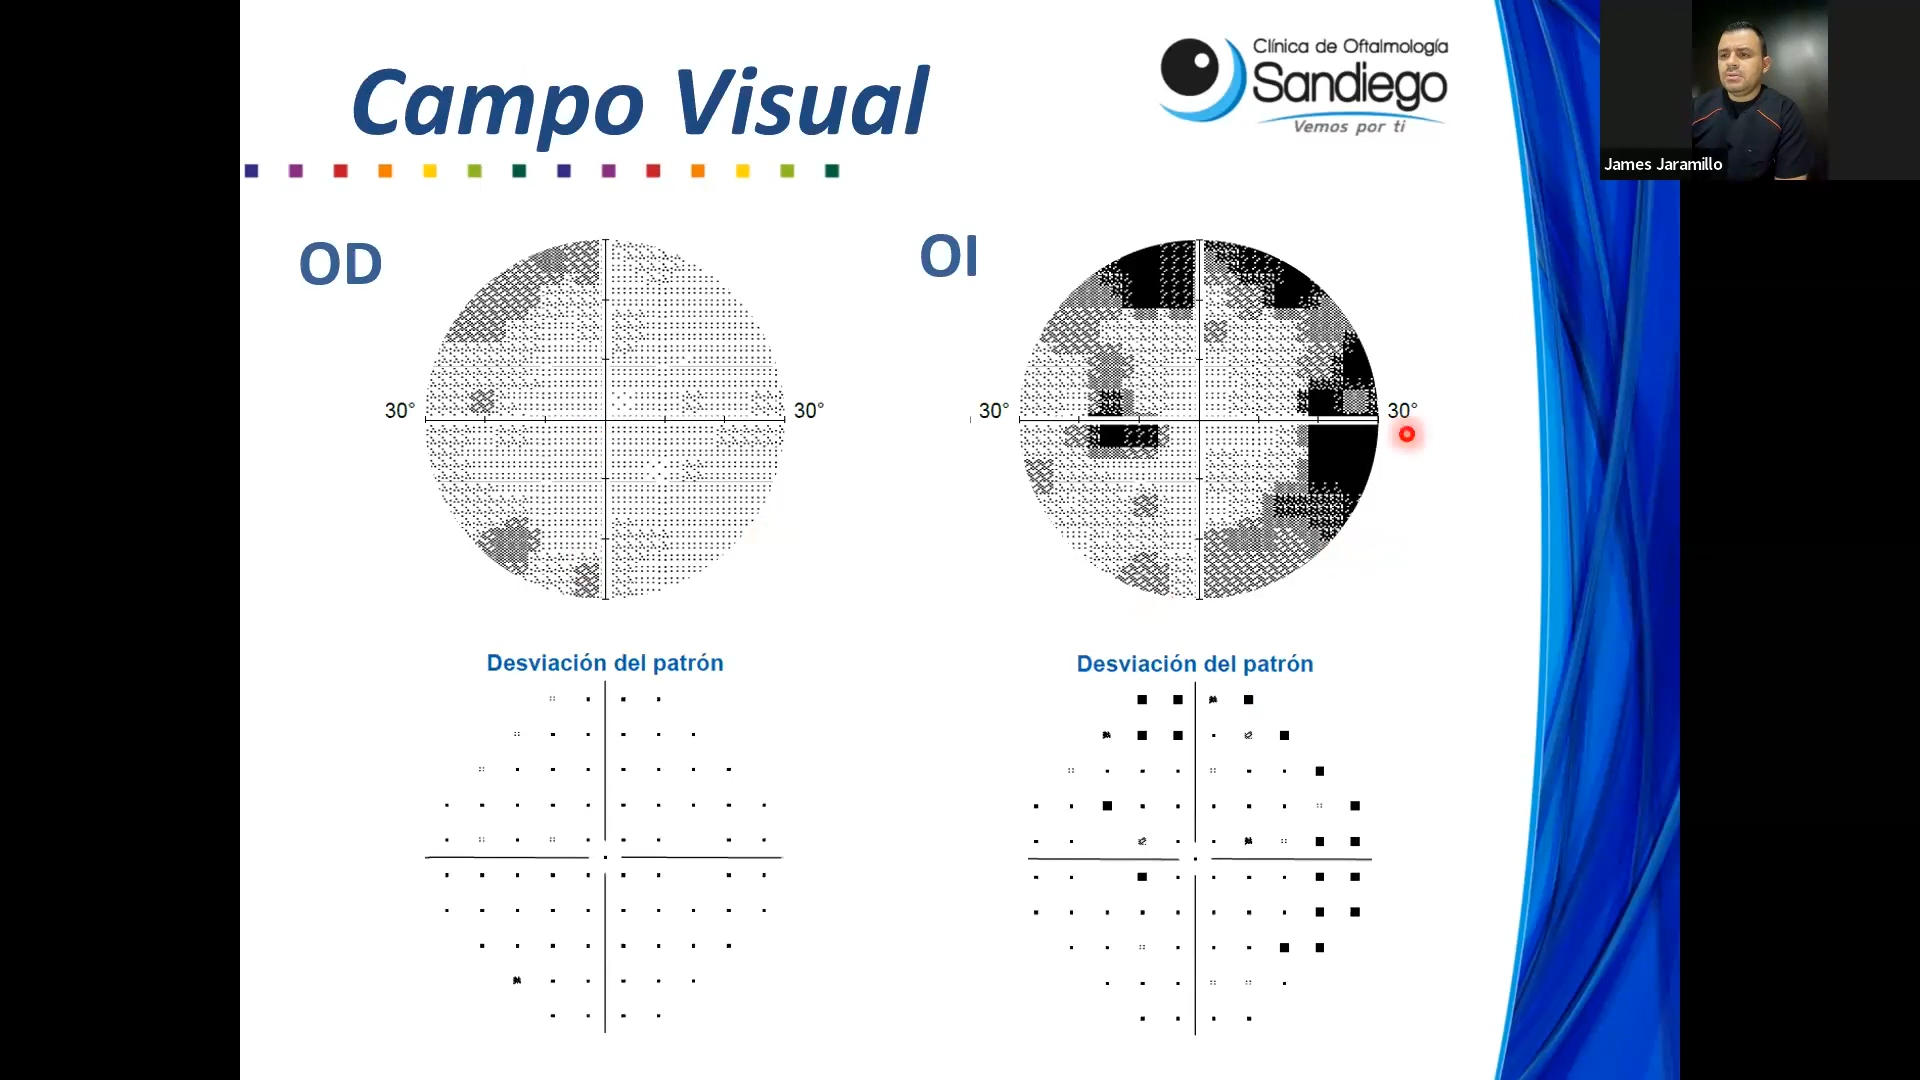 Campo Visual
Clínica de Oftalmología
Sandiego
Vemos por ti
James Jaramillo
OD
OI
30°
30°
30°
30°
Desviación del patrón
Desviación del patrón